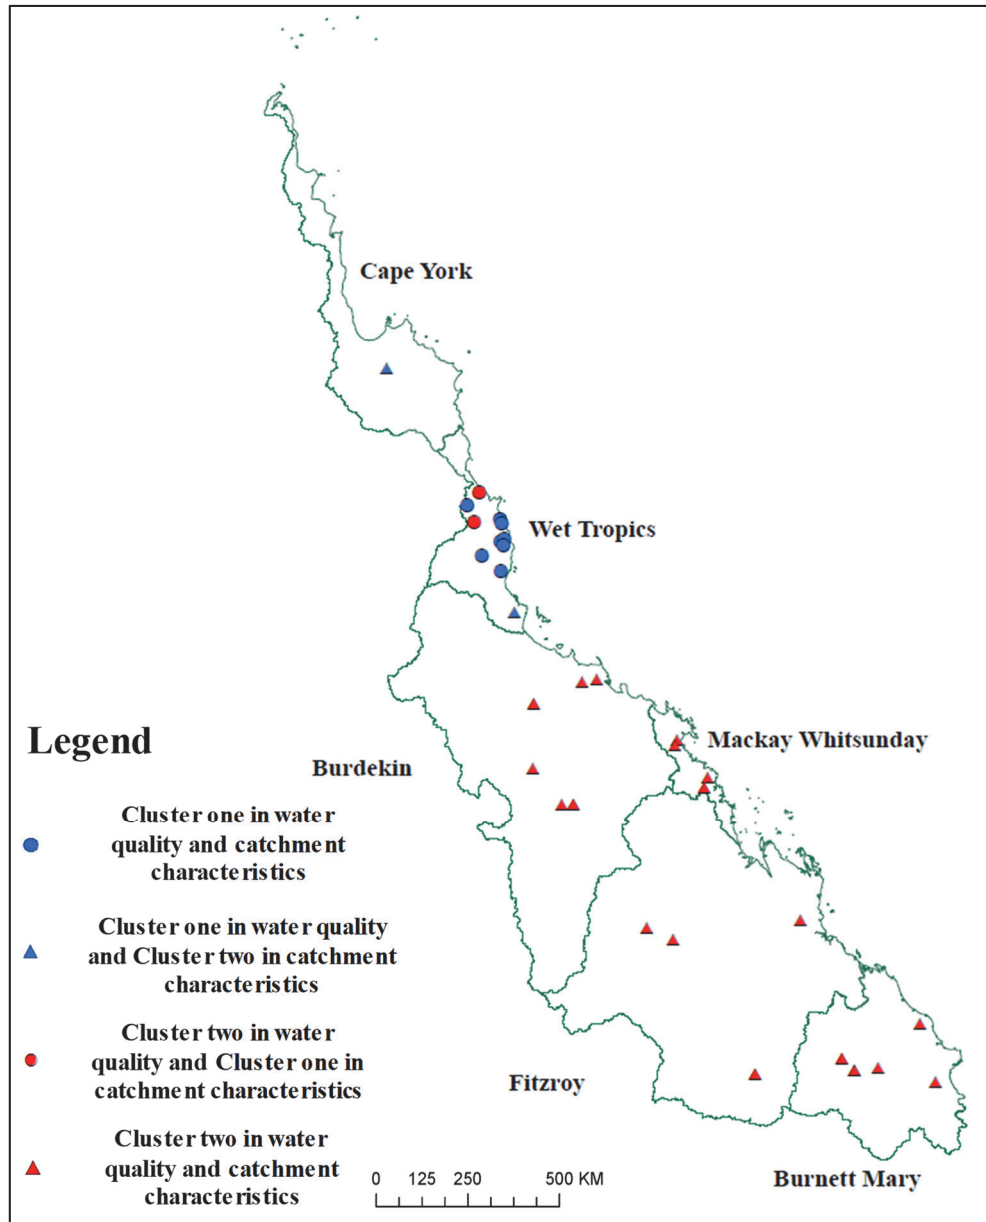 Cape York
Wet Tropics
Mackay Whitsunday
Burdekin
Fitzroy
Burnett Mary
Legend
Cluster one in water
quality and catchment
characteristics
Cluster one in water quality
and Cluster two in catchment
characteristics
Cluster two in water
quality and Cluster one in
catchment characteristics
Cluster two in water
quality and catchment
characteristics
0 125 250 500 KM